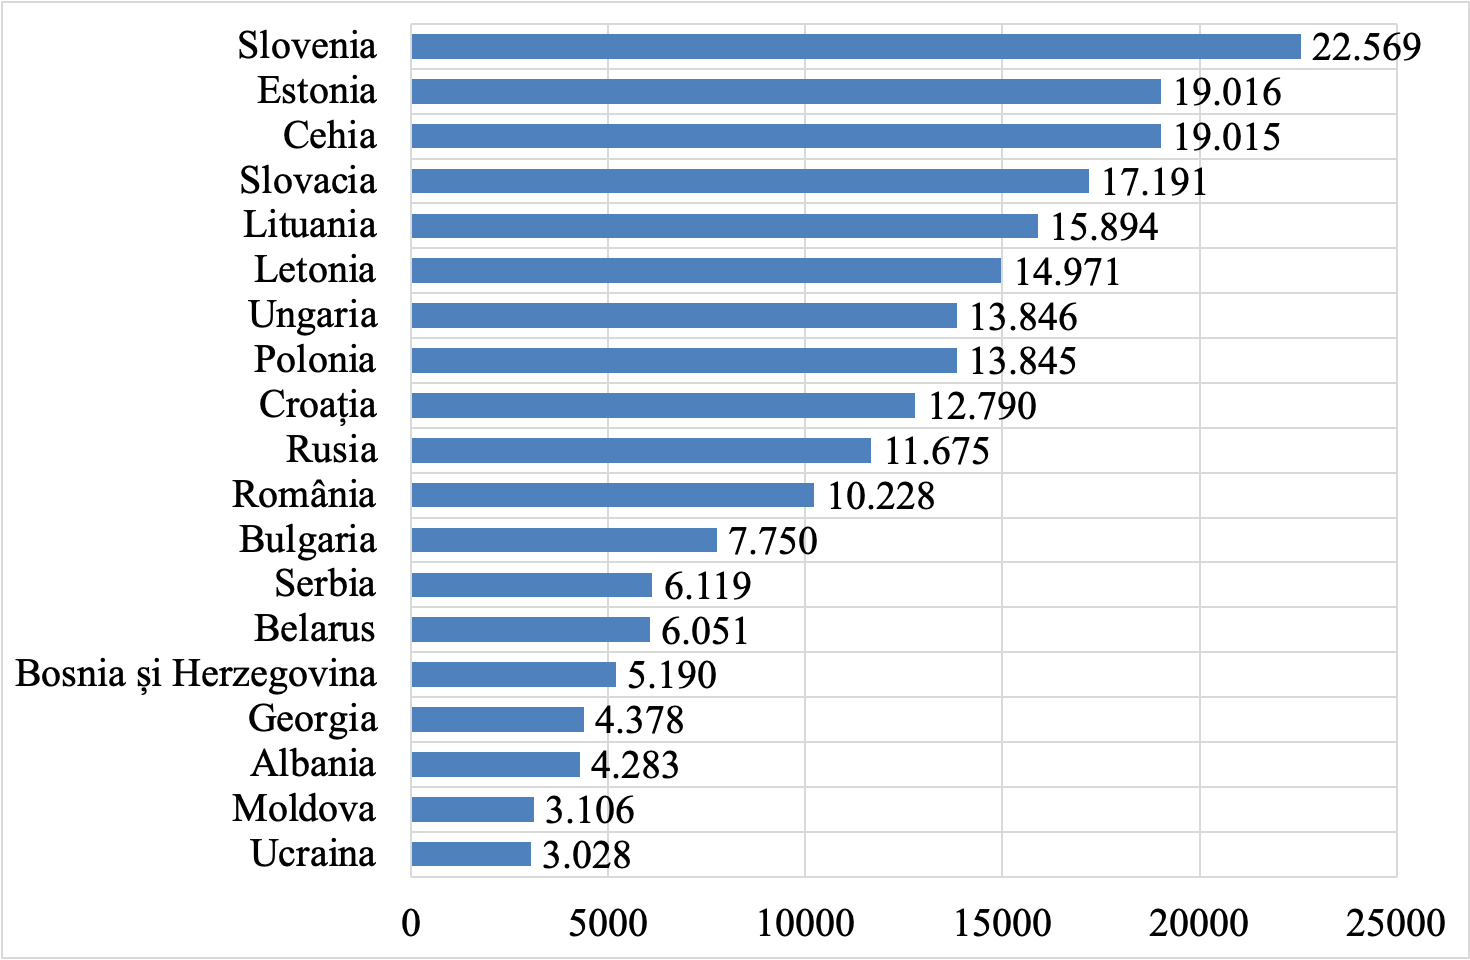 Slovenia 22.569
Estonia 19.016
Cehia 19.015
Slovacia 17.191
Lituania 15.894
Letonia 14.971
Ungaria 13.846
Polonia 13.845
Croația 12.790
Rusia 11.675
România 10.228
Bulgaria 7.750
Serbia 6.119
Belarus 6.051
Bosnia și Herzegovina 5.190
Georgia 4.378
Albania 4.283
Moldova 3.106
Ucraina 3.028
0 5000 10000 15000 20000 25000